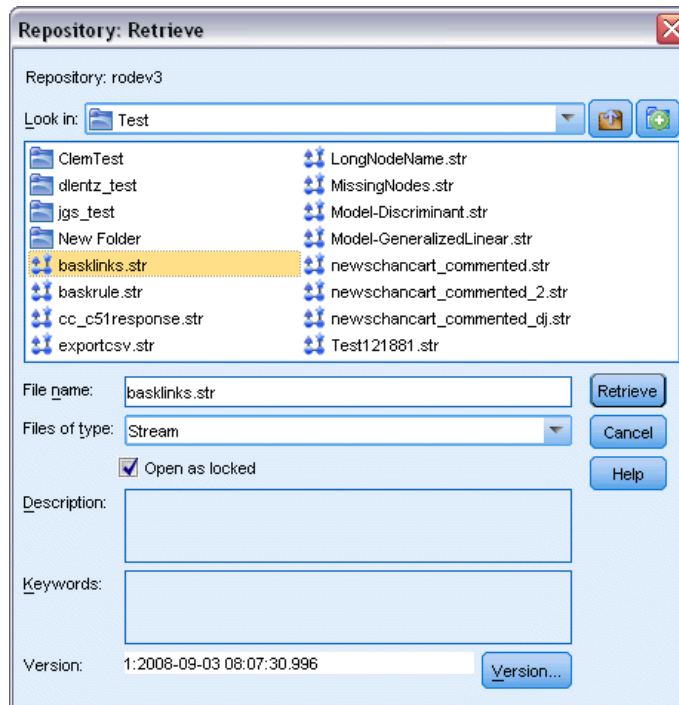 Repository: Retrieve
Repository: rodev3
Look in: Test
ClemTest
dlentz_test
jgs_test
New Folder
basklinks.str
baskrule.str
cc_c51response.str
exportcsv.str
LongNodeName.str
MissingNodes.str
Model-Discriminant.str
Model-GeneralizedLinear.str
newschancart_commented.str
newschancart_commented_2.str
newschancart_commented_dj.str
Test121881.str
File name: basklinks.str
Retrieve
Files of type: Stream
Cancel
Open as locked
Help
Description:
Keywords:
Version: 1:2008-09-03 08:07:30.996
Version...